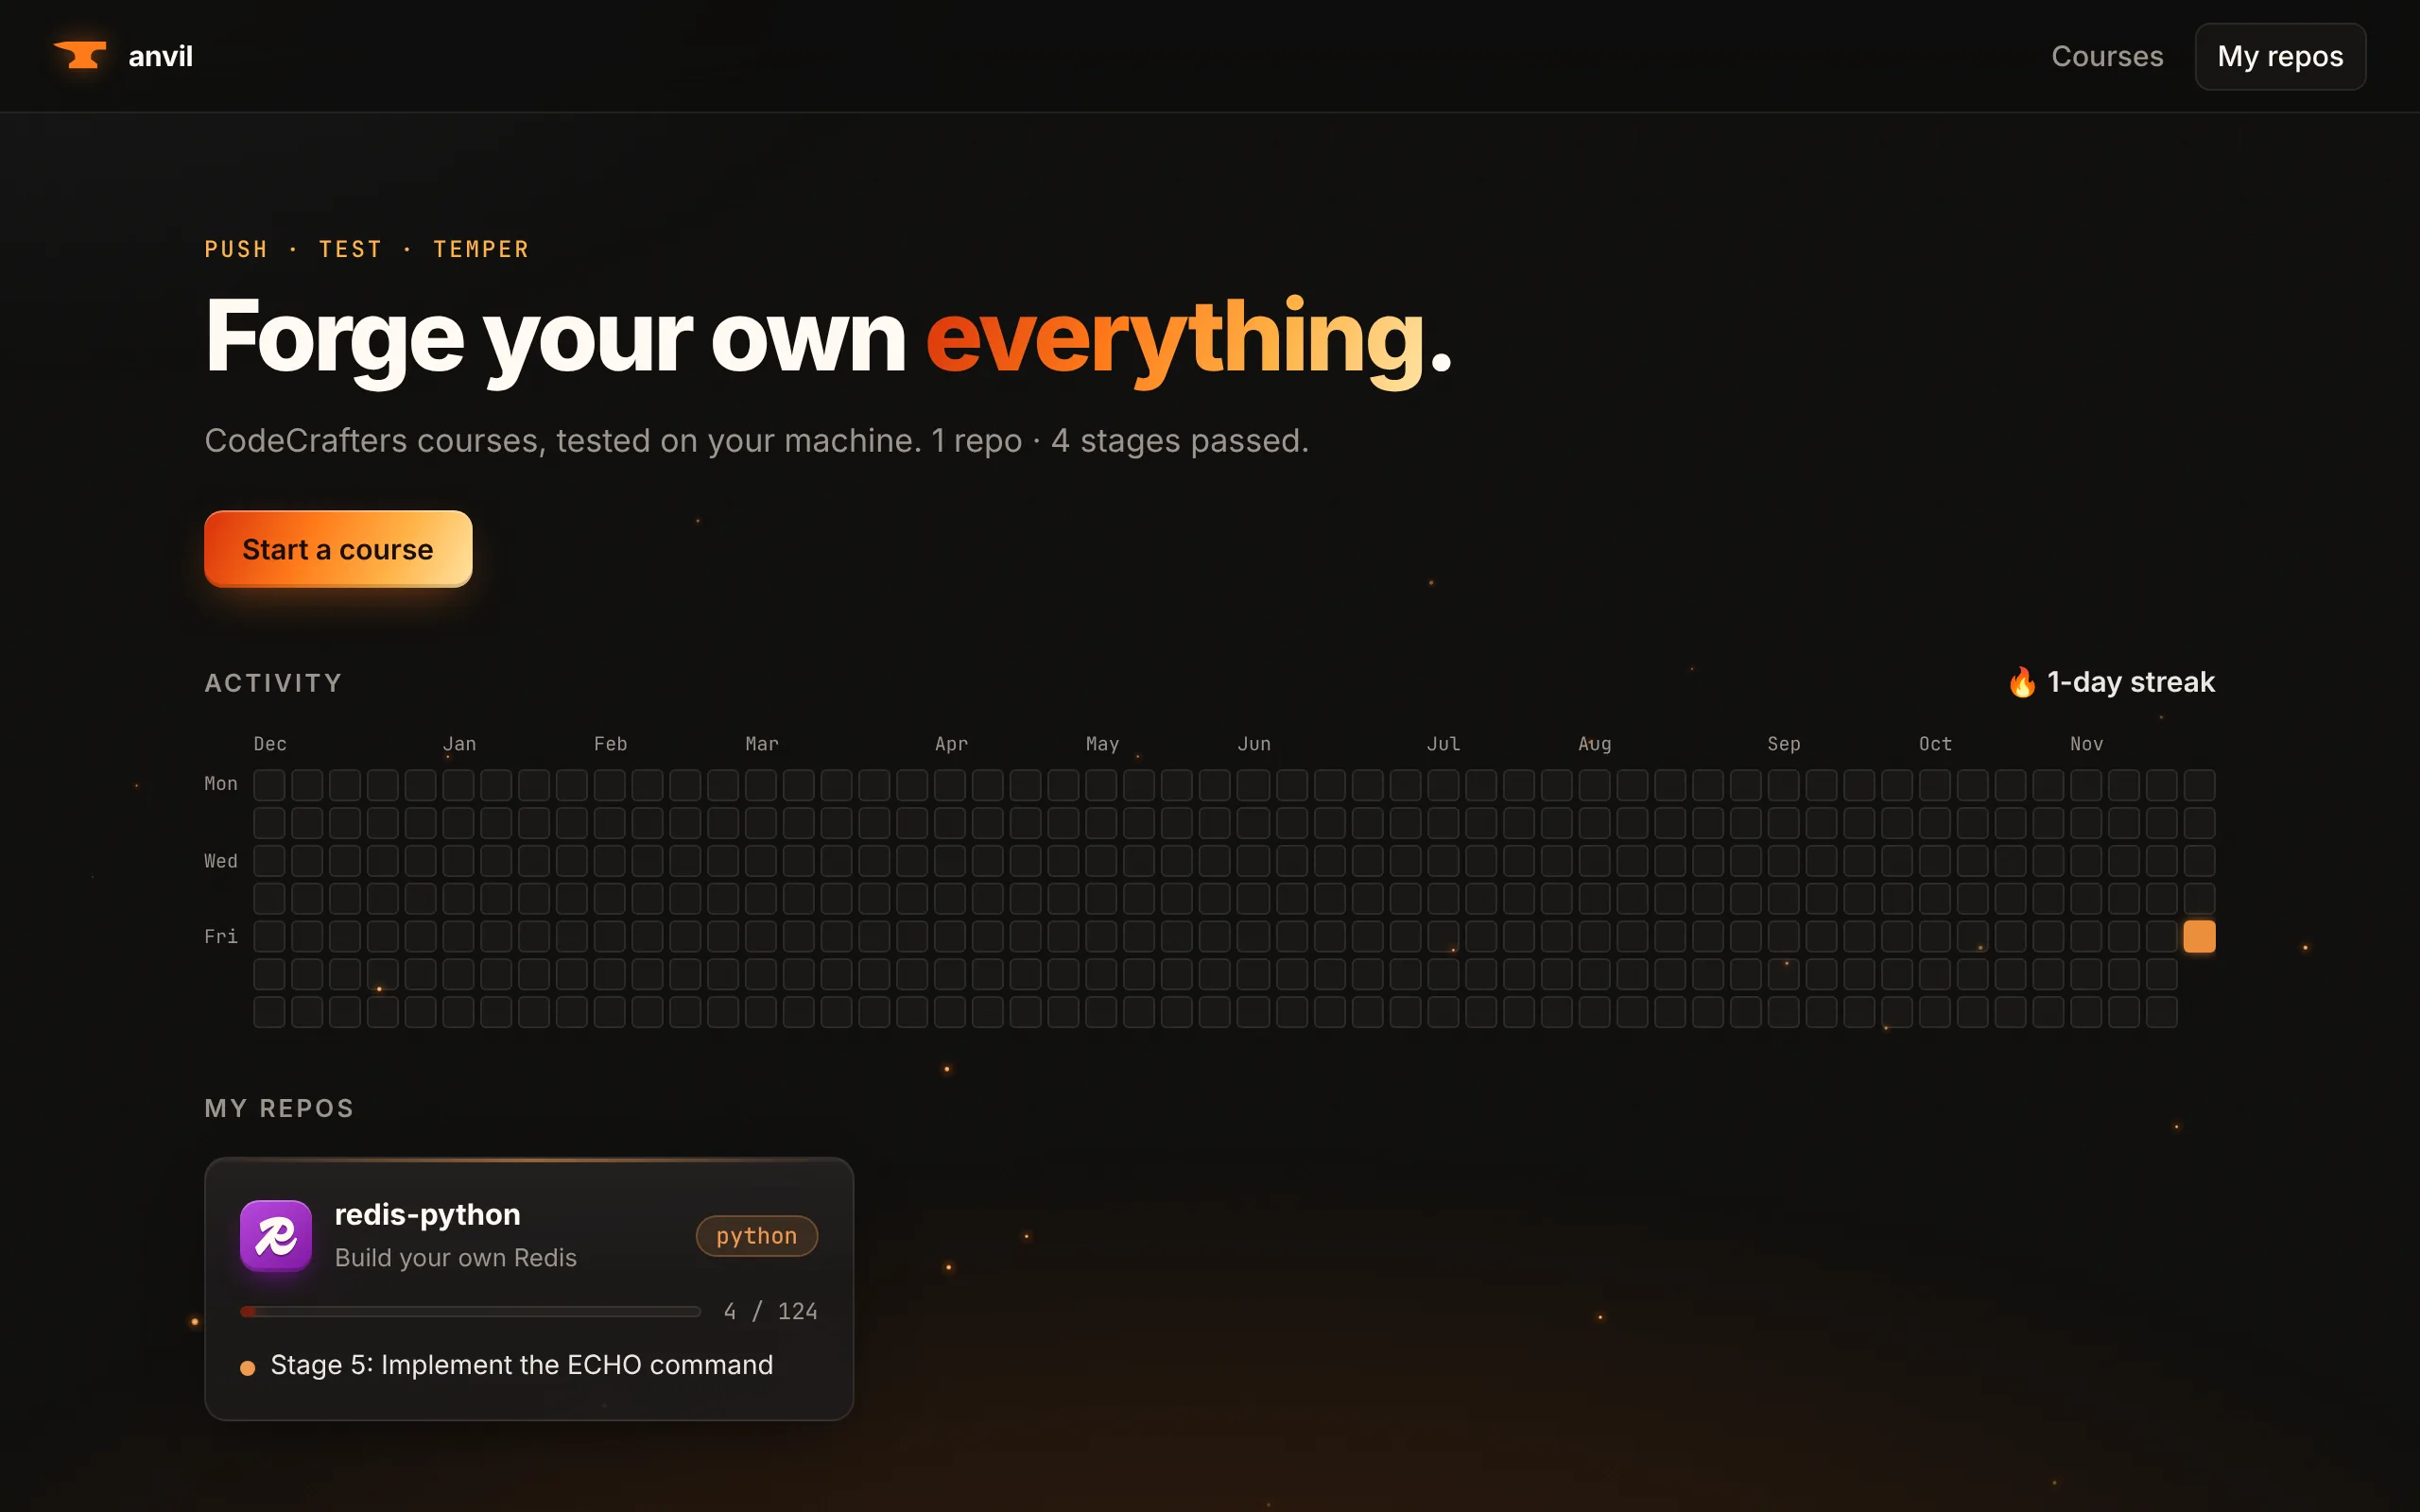 anvil
Courses
My repos
PUSH · TEST · TEMPER
Forge your own everything.
CodeCrafters courses, tested on your machine. 1 repo · 4 stages passed.
Start a course
ACTIVITY
🔥 1-day streak
Dec Jan Feb Mar Apr May Jun Jul Aug Sep Oct Nov
Mon
Wed
Fri
MY REPOS
redis-python
Build your own Redis
python
4 / 124
Stage 5: Implement the ECHO command